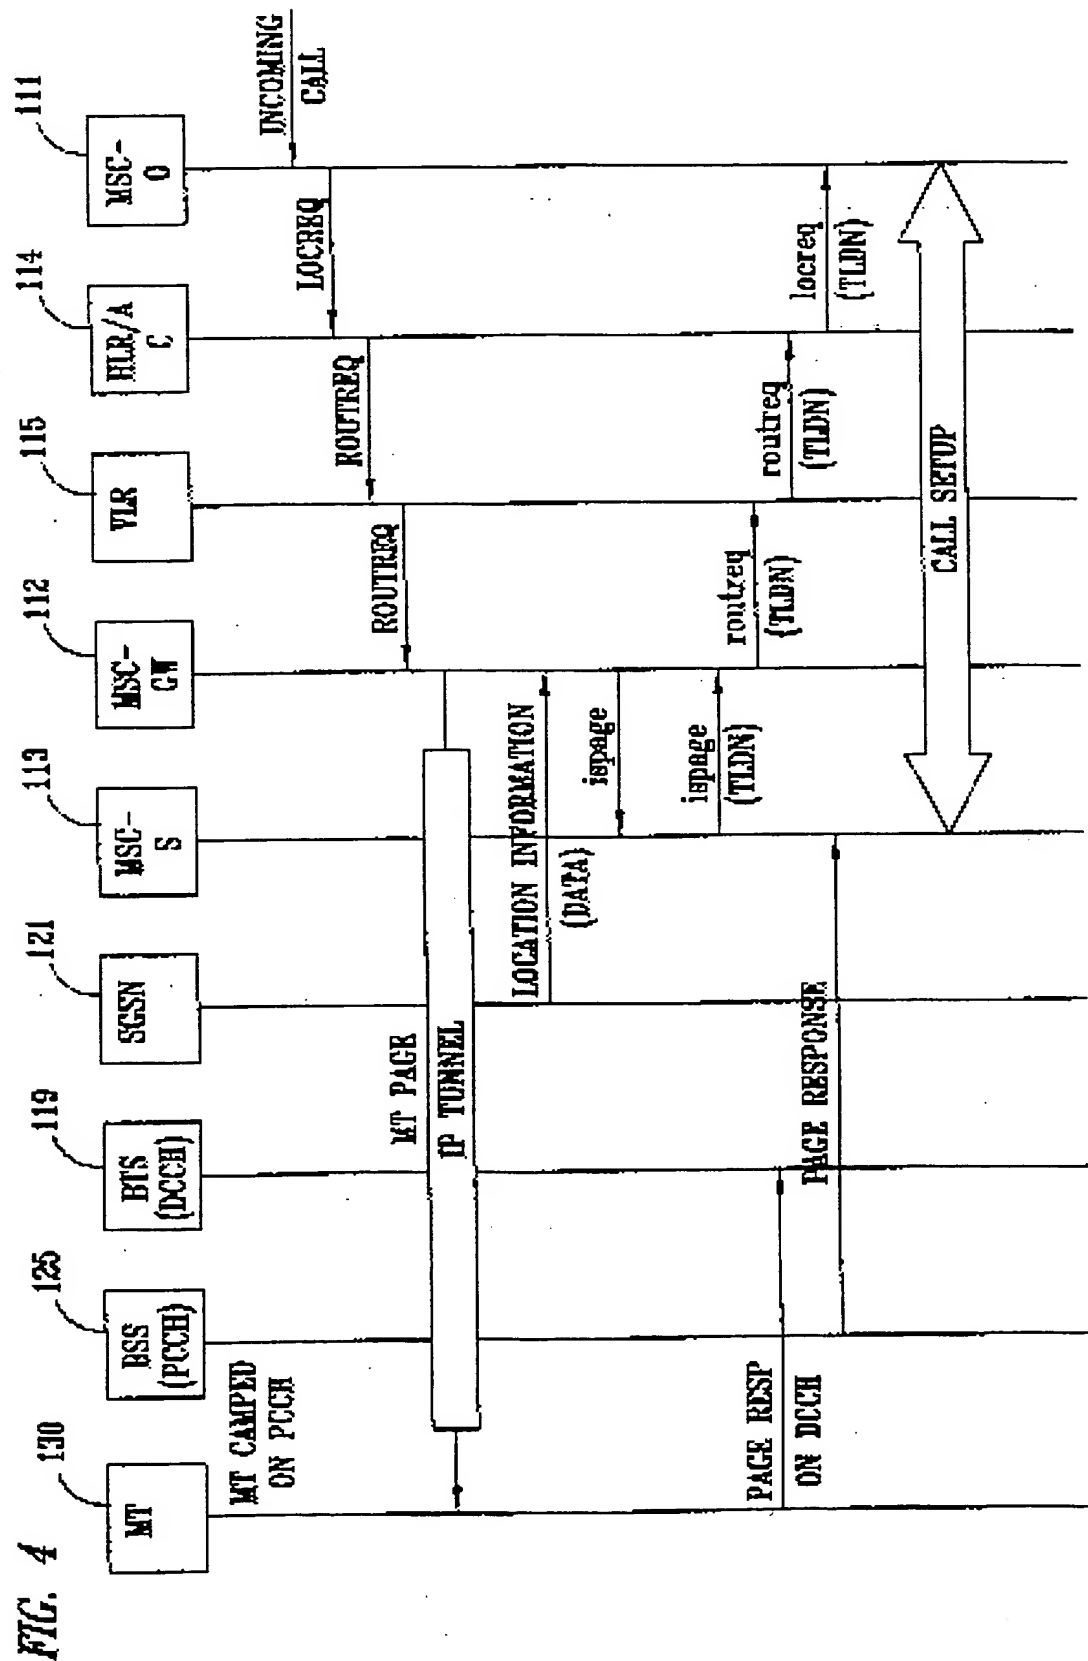 FIG. 4
130
125
119
121
113
112
115
114
111
MT
BSS
(PCCH)
BTS
(DCCH)
SGSN
MSC-
S
MSC-
GW
VLR
HLR/A
C
MSC-
O
MT CAMPED
ON PCCH
INCOMING
CALL
LOCREQ
ROUTREQ
ROUTREQ
MT PAGE
IP TUNNEL
LOCATION INFORMATION
(DATA)
ispage
ispage
(TLDN)
routreq
(TLDN)
PAGE RESP
ON DCCH
routreq
(TLDN)
PAGE RESPONSE
locreq
(TLDN)
CALL SETUP